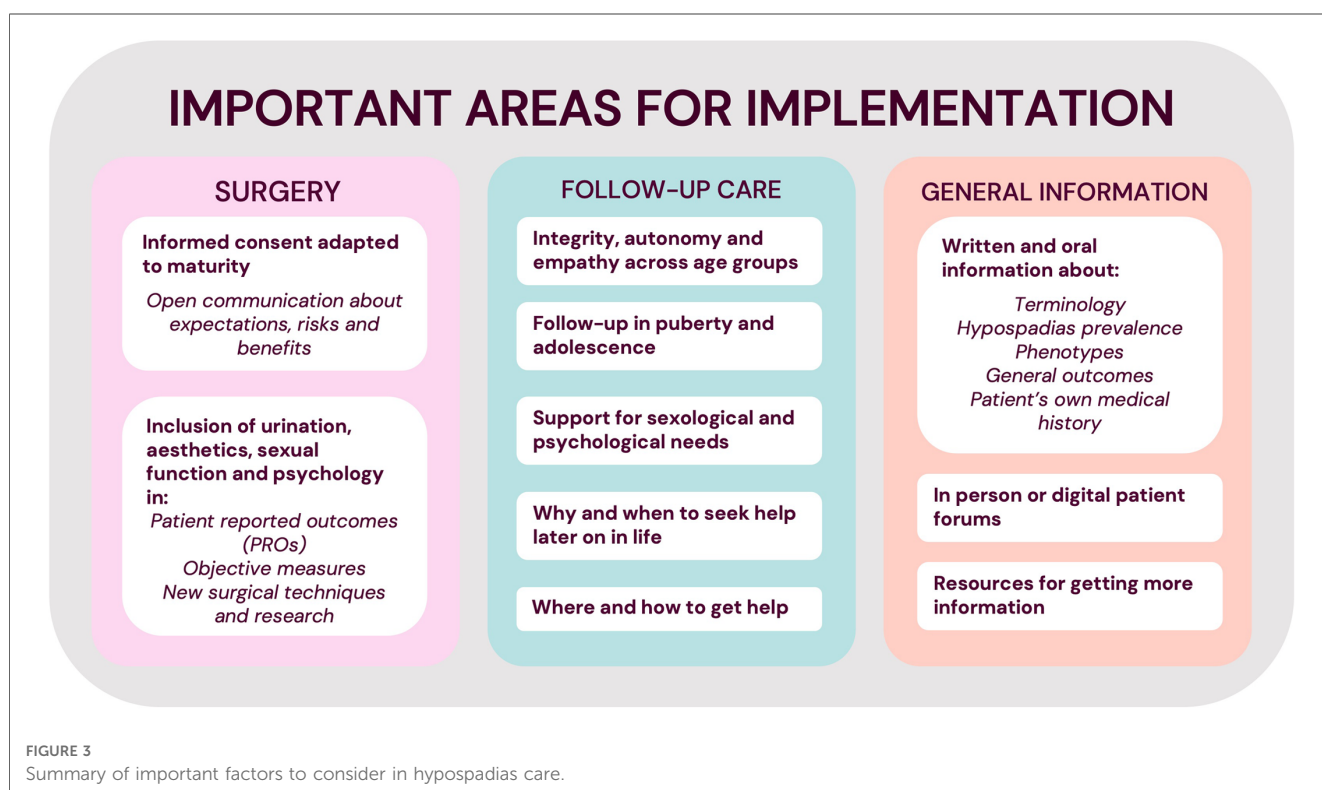 IMPORTANT AREAS FOR IMPLEMENTATION
SURGERY
Informed consent adapted
to maturity
Open communication about
expectations, risks and
benefits
Inclusion of urination,
aesthetics, sexual
function and psychology
in:
Patient reported outcomes
(PROs)
Objective measures
New surgical techniques
and research
FOLLOW-UP CARE
Integrity, autonomy and
empathy across age groups
Follow-up in puberty and
adolescence
Support for sexological and
psychological needs
Why and when to seek help
later on in life
Where and how to get help
GENERAL INFORMATION
Written and oral
information about:
Terminology
Hypospadias prevalence
Phenotypes
General outcomes
Patient's own medical
history
In person or digital patient
forums
Resources for getting more
information
FIGURE 3
Summary of important factors to consider in hypospadias care.